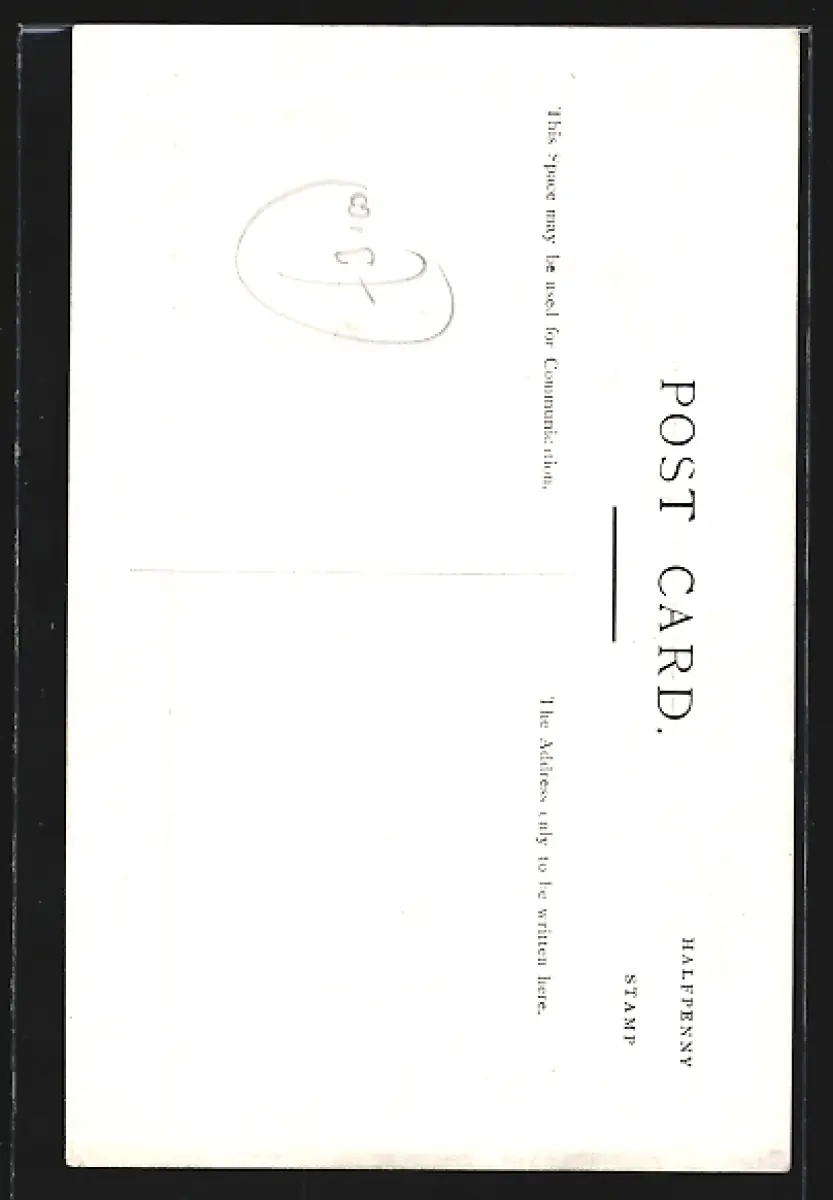 POST CARD.
HALFPENNY
STAMP
This Space may be used for Communication.
The Address only to be written here.